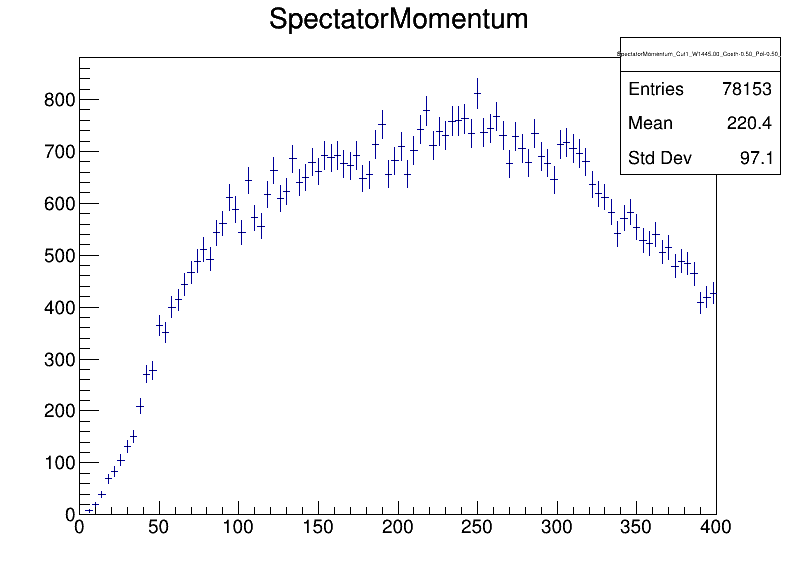 SpectatorMomentum
SpectatorMomentum_Cut1_W1445.00_Costh-0.50_Pol-0.50_
Entries 78153
Mean 220.4
Std Dev 97.1
800
700
600
500
400
300
200
100
0
0 50 100 150 200 250 300 350 400